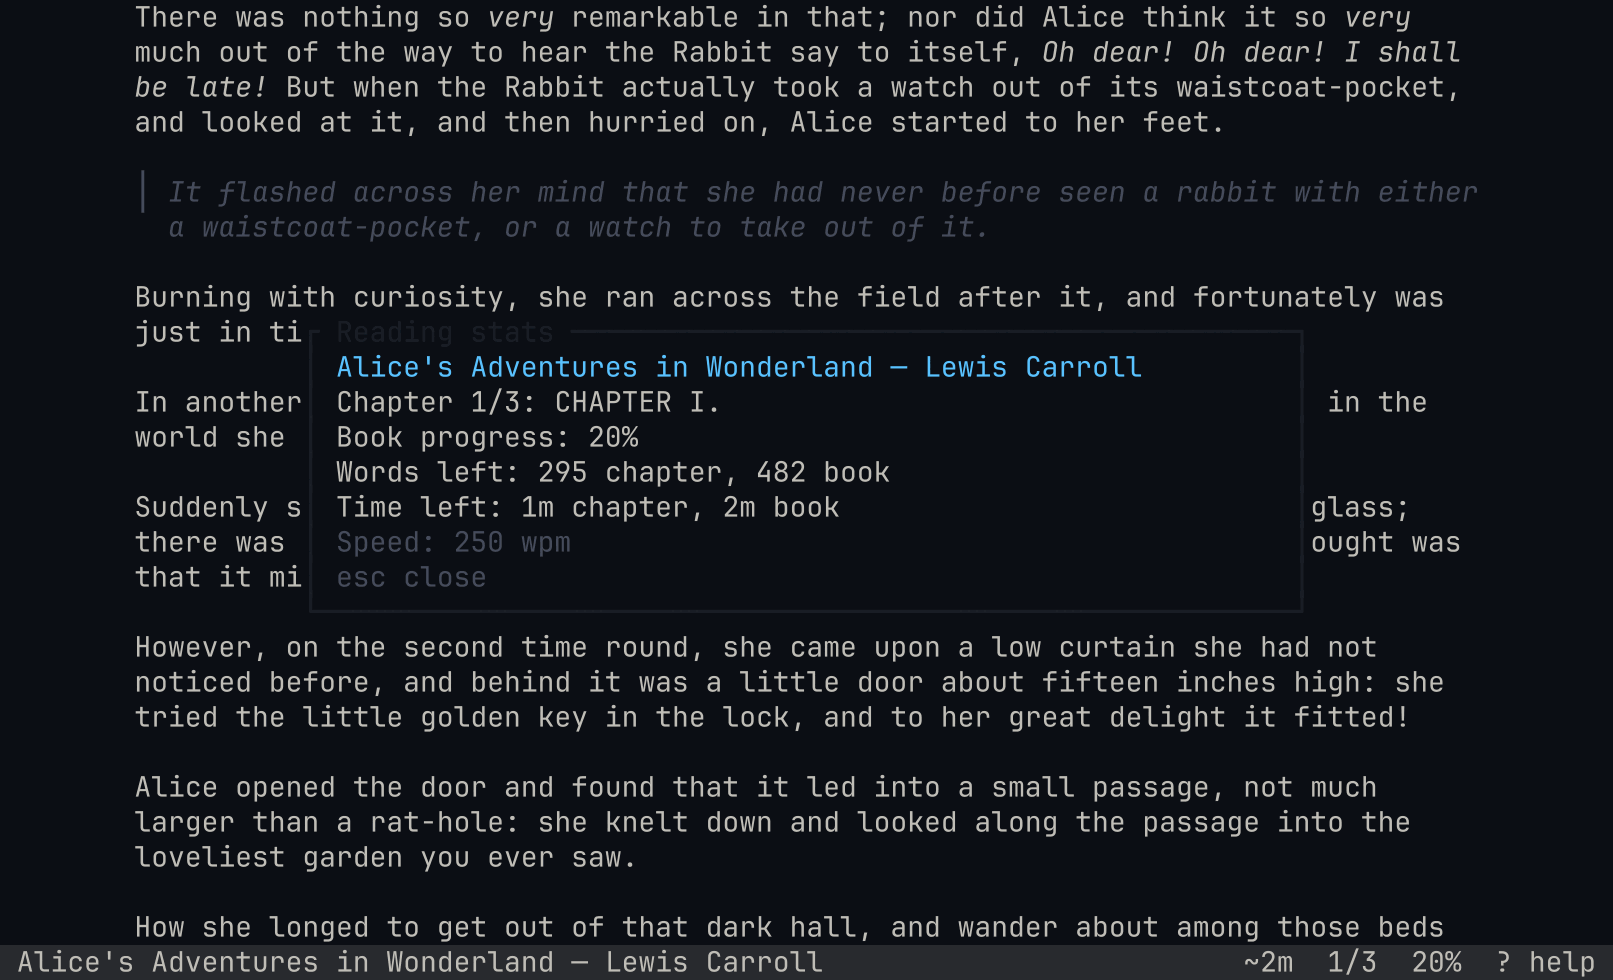 There was nothing so very remarkable in that; nor did Alice think it so very
much out of the way to hear the Rabbit say to itself, Oh dear! Oh dear! I shall
be late! But when the Rabbit actually took a watch out of its waistcoat-pocket,
and looked at it, and then hurried on, Alice started to her feet.
It flashed across her mind that she had never before seen a rabbit with either
a waistcoat-pocket, or a watch to take out of it.
Burning with curiosity, she ran across the field after it, and fortunately was
just in ti Reading stats
Alice's Adventures in Wonderland — Lewis Carroll
In another Chapter 1/3: CHAPTER I. in the
world she Book progress: 20%
Words left: 295 chapter, 482 book
Suddenly s Time left: 1m chapter, 2m book glass;
there was Speed: 250 wpm ought was
that it mi esc close
However, on the second time round, she came upon a low curtain she had not
noticed before, and behind it was a little door about fifteen inches high: she
tried the little golden key in the lock, and to her great delight it fitted!
Alice opened the door and found that it led into a small passage, not much
larger than a rat-hole: she knelt down and looked along the passage into the
loveliest garden you ever saw.
How she longed to get out of that dark hall, and wander about among those beds
Alice's Adventures in Wonderland — Lewis Carroll ~2m 1/3 20% ? help